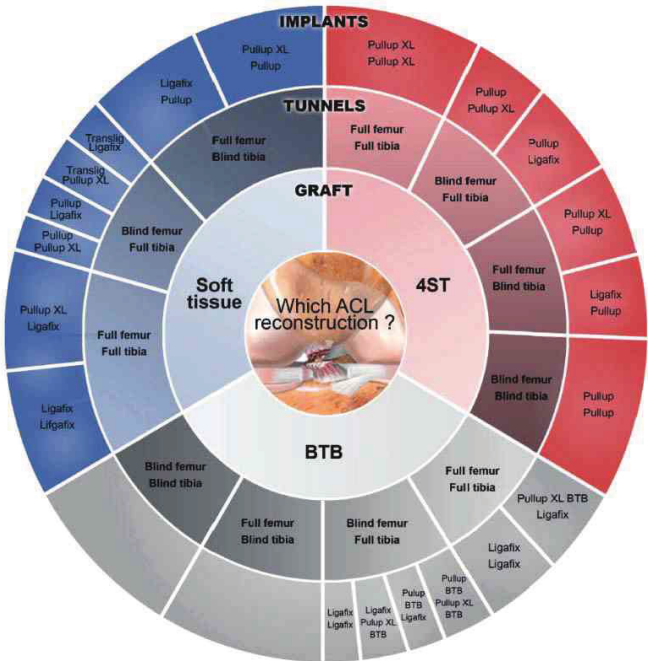 IMPLANTS
Pullup XL
Pullup
Pullup XL
Pullup XL
Ligafix
Pullup
Pullup
Pullup XL
TUNNELS
Translig
Ligafix
Full femur
Blind tibia
Full femur
Full tibia
Pullup
Ligafix
Translig
Pullup XL
Blind femur
Full tibia
GRAFT
Pullup
Ligafix
Pullup XL
Pullup
Blind femur
Full tibia
Pullup
Pullup XL
Full femur
Blind tibia
Soft
tissue
Which ACL
reconstruction ?
4ST
Pullup XL
Ligafix
Ligafix
Pullup
Full femur
Full tibia
Blind femur
Blind tibia
Pullup
Pullup
Ligafix
Lifgafix
BTB
Blind femur
Blind tibia
Full femur
Full tibia
Pullup XL BTB
Ligafix
Full femur
Blind tibia
Blind femur
Full tibia
Ligafix
Ligafix
Ligafix
Ligafix
Ligafix
Pulup XL
BTB
Pulup
BTB
Ligafix
Pullup
BTB
Pullup XL
BTB